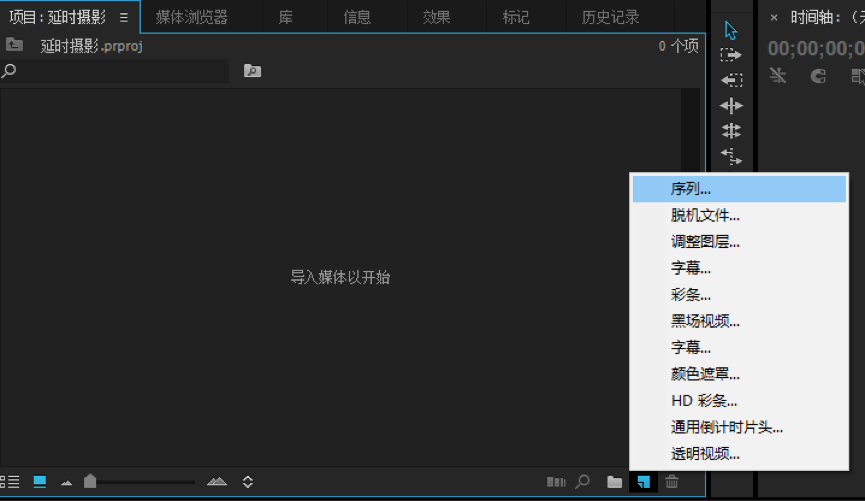 项目:延时摄影 ≡ 媒体浏览器 库 信息 效果 标记 历史记录
× 时间轴:
延时摄影.prproj
0 个项
00;00;00;0
导入媒体以开始
序列...
脱机文件...
调整图层...
字幕...
彩条...
黑场视频...
字幕...
颜色遮罩...
HD 彩条...
通用倒计时片头...
透明视频...